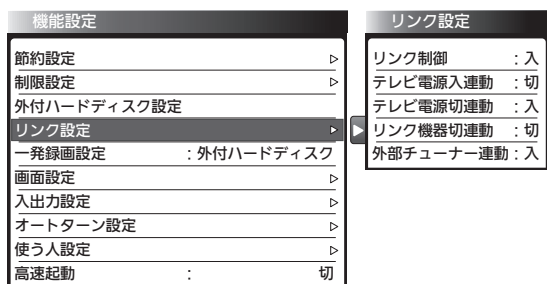 機能設定
節約設定
制限設定
外付ハードディスク設定
リンク設定
一発録画設定 : 外付ハードディスク
画面設定
入出力設定
オートターン設定
使う人設定
高速起動 : 切
リンク設定
リンク制御 : 入
テレビ電源入連動 : 切
テレビ電源切連動 : 入
リンク機器切連動 : 切
外部チューナー連動 : 入